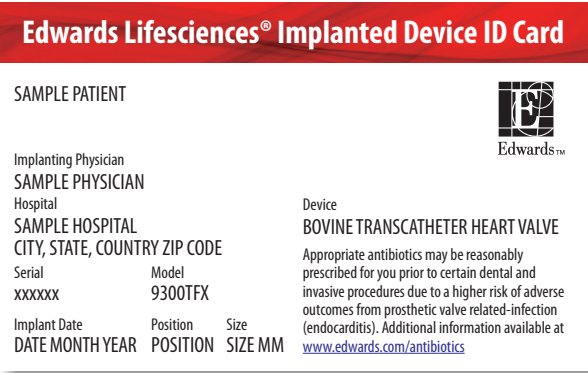 Edwards Lifesciences® Implanted Device ID Card
SAMPLE PATIENT
Edwards™
Implanting Physician
SAMPLE PHYSICIAN
Hospital
SAMPLE HOSPITAL
CITY, STATE, COUNTRY ZIP CODE
Serial Model
xxxxxx 9300TFX
Implant Date Position Size
DATE MONTH YEAR POSITION SIZE MM
Device
BOVINE TRANSCATHETER HEART VALVE
Appropriate antibiotics may be reasonably
prescribed for you prior to certain dental and
invasive procedures due to a higher risk of adverse
outcomes from prosthetic valve related-infection
(endocarditis). Additional information available at
www.edwards.com/antibiotics